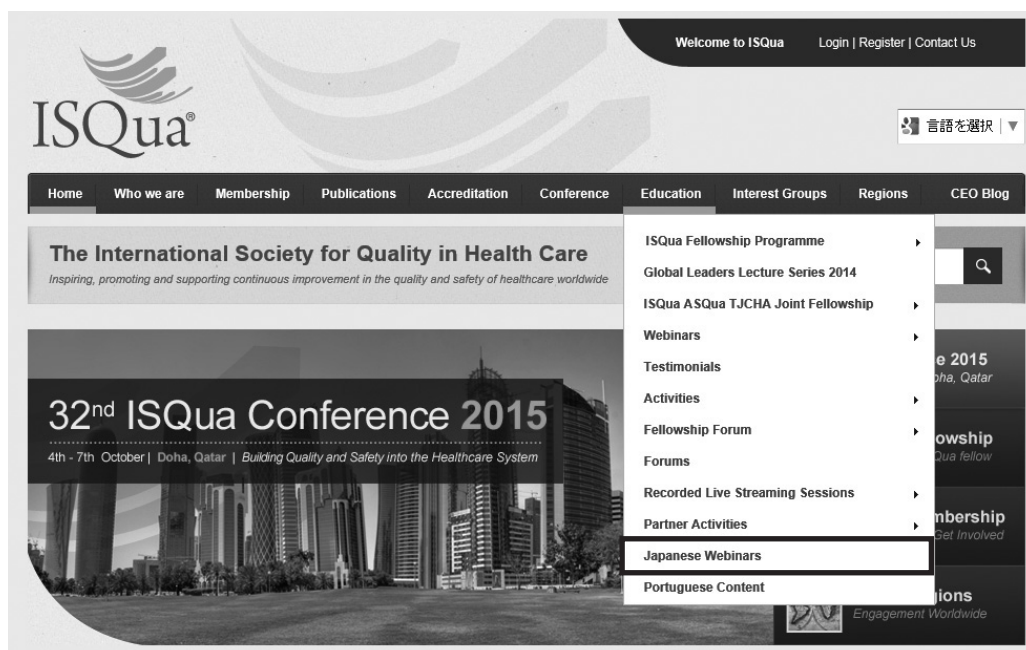 Welcome to ISQua Login | Register | Contact Us
ISQua®
言語を選択 | ▼
Home Who we are Membership Publications Accreditation Conference Education Interest Groups Regions CEO Blog
The International Society for Quality in Health Care
Inspiring, promoting and supporting continuous improvement in the quality and safety of healthcare worldwide
ISQua Fellowship Programme
Global Leaders Lecture Series 2014
ISQua ASQua TJCHA Joint Fellowship
Webinars
Testimonials
Activities
Fellowship Forum
Forums
Recorded Live Streaming Sessions
Partner Activities
Japanese Webinars
Portuguese Content
32nd ISQua Conference 2015
4th - 7th October | Doha, Qatar | Building Quality and Safety into the Healthcare System
2015
Qatar
fellow
Get Involved
Engagement Worldwide